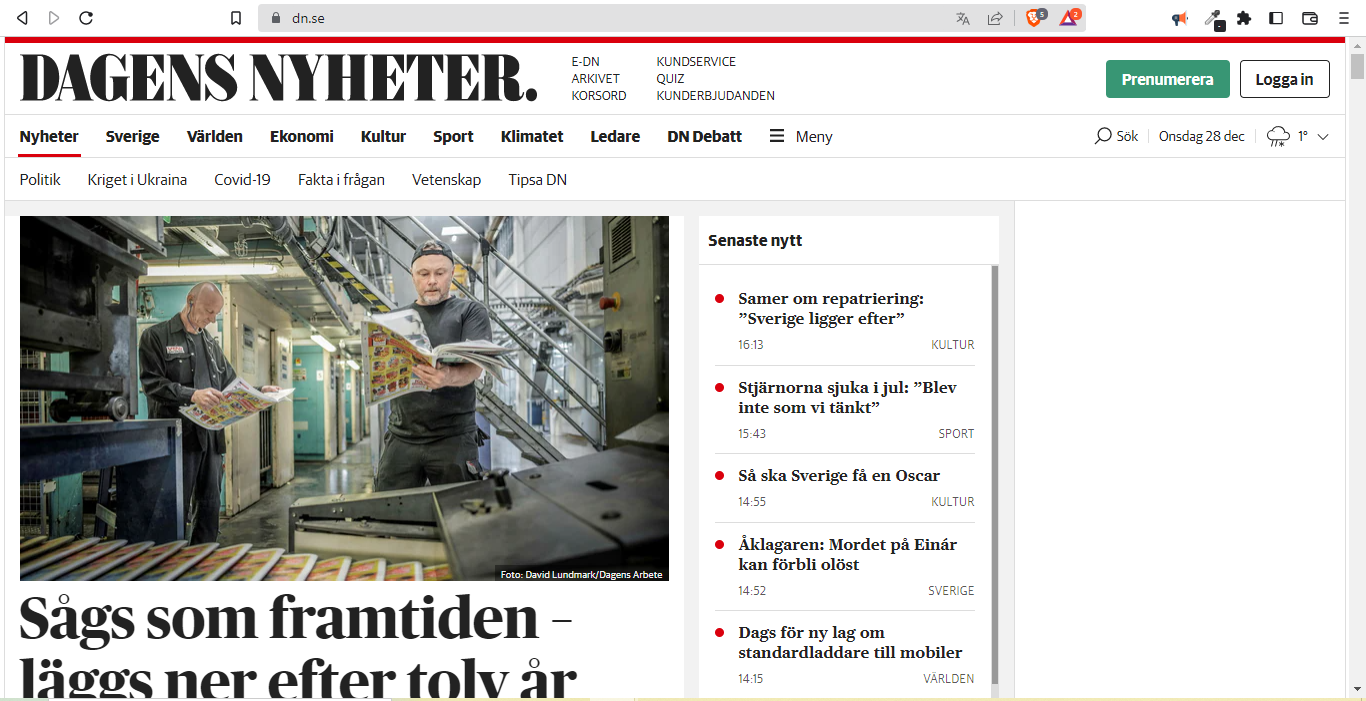 dn.se
5
2
DAGENS NYHETER.
E-DN
ARKIVET
KORSORD
KUNDSERVICE
QUIZ
KUNDERBJUDANDEN
Prenumerera
Logga in
Nyheter Sverige Världen Ekonomi Kultur Sport Klimatet Ledare DN Debatt Meny
Sök Onsdag 28 dec 1°
Politik Kriget i Ukraina Covid-19 Fakta i frågan Vetenskap Tipsa DN
Foto: David Lundmark/Dagens Arbete
Sågs som framtiden –
läggs ner efter tolv år
Senaste nytt
Samer om repatriering:
”Sverige ligger efter”
16:13 KULTUR
Stjärnorna sjuka i jul: ”Blev
inte som vi tänkt”
15:43 SPORT
Så ska Sverige få en Oscar
14:55 KULTUR
Åklagaren: Mordet på Einár
kan förbli olöst
14:52 SVERIGE
Dags för ny lag om
standardladdare till mobiler
14:15 VÄRLDEN